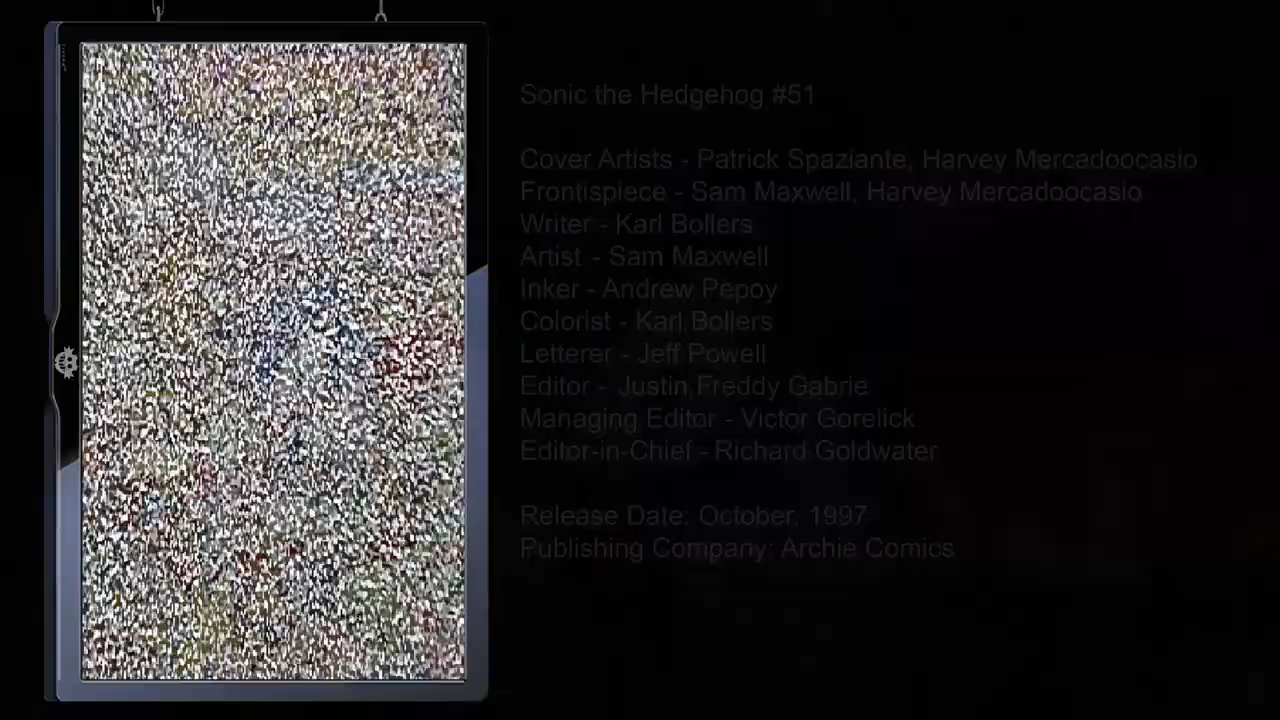 Sonic the Hedgehog #51
Cover Artists - Patrick Spaziante, Harvey Mercadoocasio
Frontispiece - Sam Maxwell, Harvey Mercadoocasio
Writer - Karl Bollers
Artist - Sam Maxwell
Inker - Andrew Pepoy
Colorist - Karl Bollers
Letterer - Jeff Powell
Editor - Justin,Freddy Gabrie
Managing Editor - Victor Gorelick
Editor-in-Chief - Richard Goldwater
Release Date: October, 1997
Publishing Company: Archie Comics